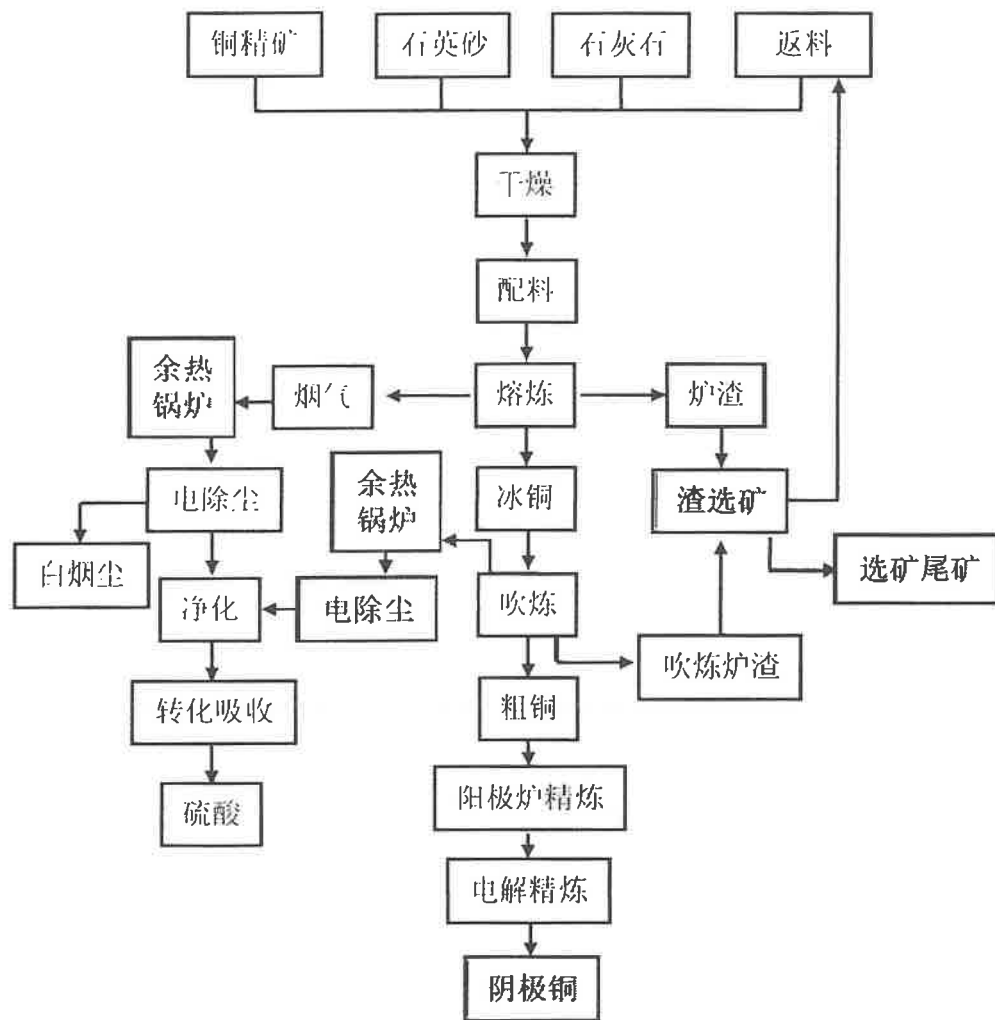 铜精矿
石英砂
石灰石
返料
干燥
配料
余热
锅炉
烟气
熔炼
炉渣
电除尘
余热
锅炉
冰铜
渣选矿
白烟尘
净化
电除尘
吹炼
选矿尾矿
吹炼炉渣
转化吸收
粗铜
硫酸
阳极炉精炼
电解精炼
阴极铜